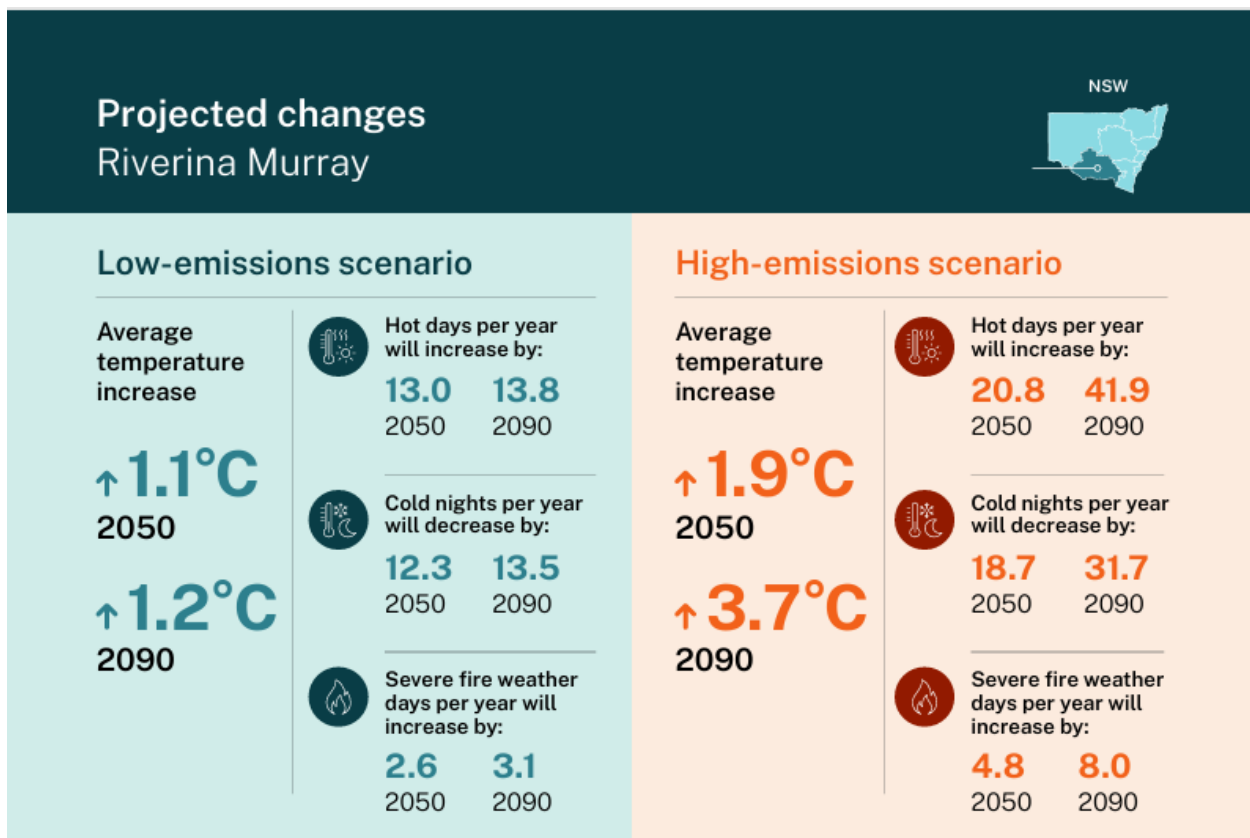 Projected changes
Riverina Murray
NSW
Low-emissions scenario
Average
temperature
increase
↑1.1°C
2050
↑1.2°C
2090
Hot days per year
will increase by:
13.0 13.8
2050 2090
Cold nights per year
will decrease by:
12.3 13.5
2050 2090
Severe fire weather
days per year will
increase by:
2.6 3.1
2050 2090
High-emissions scenario
Average
temperature
increase
↑1.9°C
2050
↑3.7°C
2090
Hot days per year
will increase by:
20.8 41.9
2050 2090
Cold nights per year
will decrease by:
18.7 31.7
2050 2090
Severe fire weather
days per year will
increase by:
4.8 8.0
2050 2090